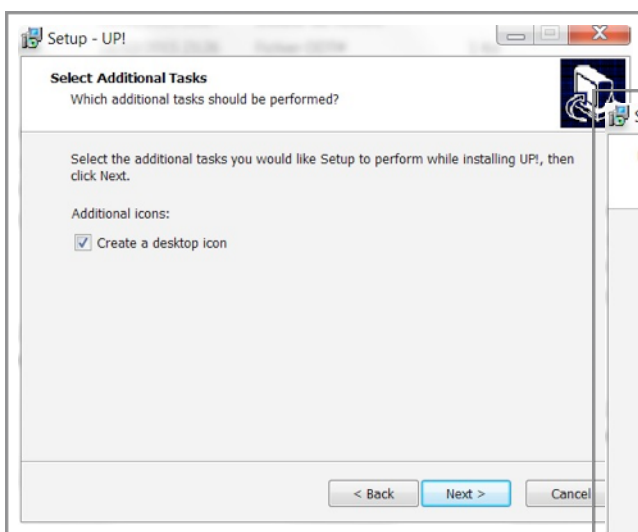 Setup - UP!
Select Additional Tasks
Which additional tasks should be performed?
Select the additional tasks you would like Setup to perform while installing UP!, then
click Next.
Additional icons:
Create a desktop icon
< Back
Next >
Cancel